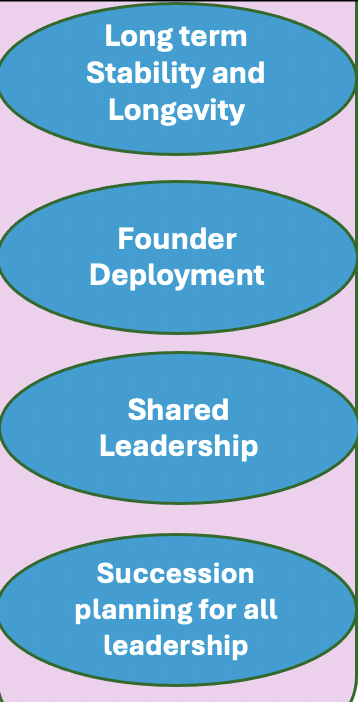 Long term
Stability and
Longevity
Founder
Deployment
Shared
Leadership
Succession
planning for all
leadership